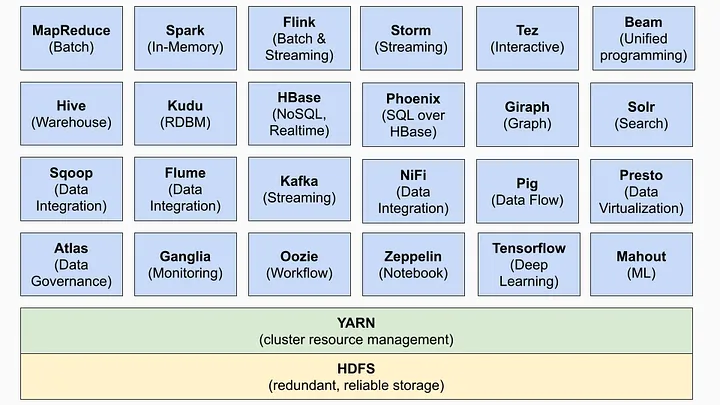 MapReduce
(Batch)
Spark
(In-Memory)
Flink
(Batch &
Streaming)
Storm
(Streaming)
Tez
(Interactive)
Beam
(Unified
programming)
Hive
(Warehouse)
Kudu
(RDBM)
HBase
(NoSQL,
Realtime)
Phoenix
(SQL over
HBase)
Giraph
(Graph)
Solr
(Search)
Sqoop
(Data
Integration)
Flume
(Data
Integration)
Kafka
(Streaming)
NiFi
(Data
Integration)
Pig
(Data Flow)
Presto
(Data
Virtualization)
Atlas
(Data
Governance)
Ganglia
(Monitoring)
Oozie
(Workflow)
Zeppelin
(Notebook)
Tensorflow
(Deep
Learning)
Mahout
(ML)
YARN
(cluster resource management)
HDFS
(redundant, reliable storage)